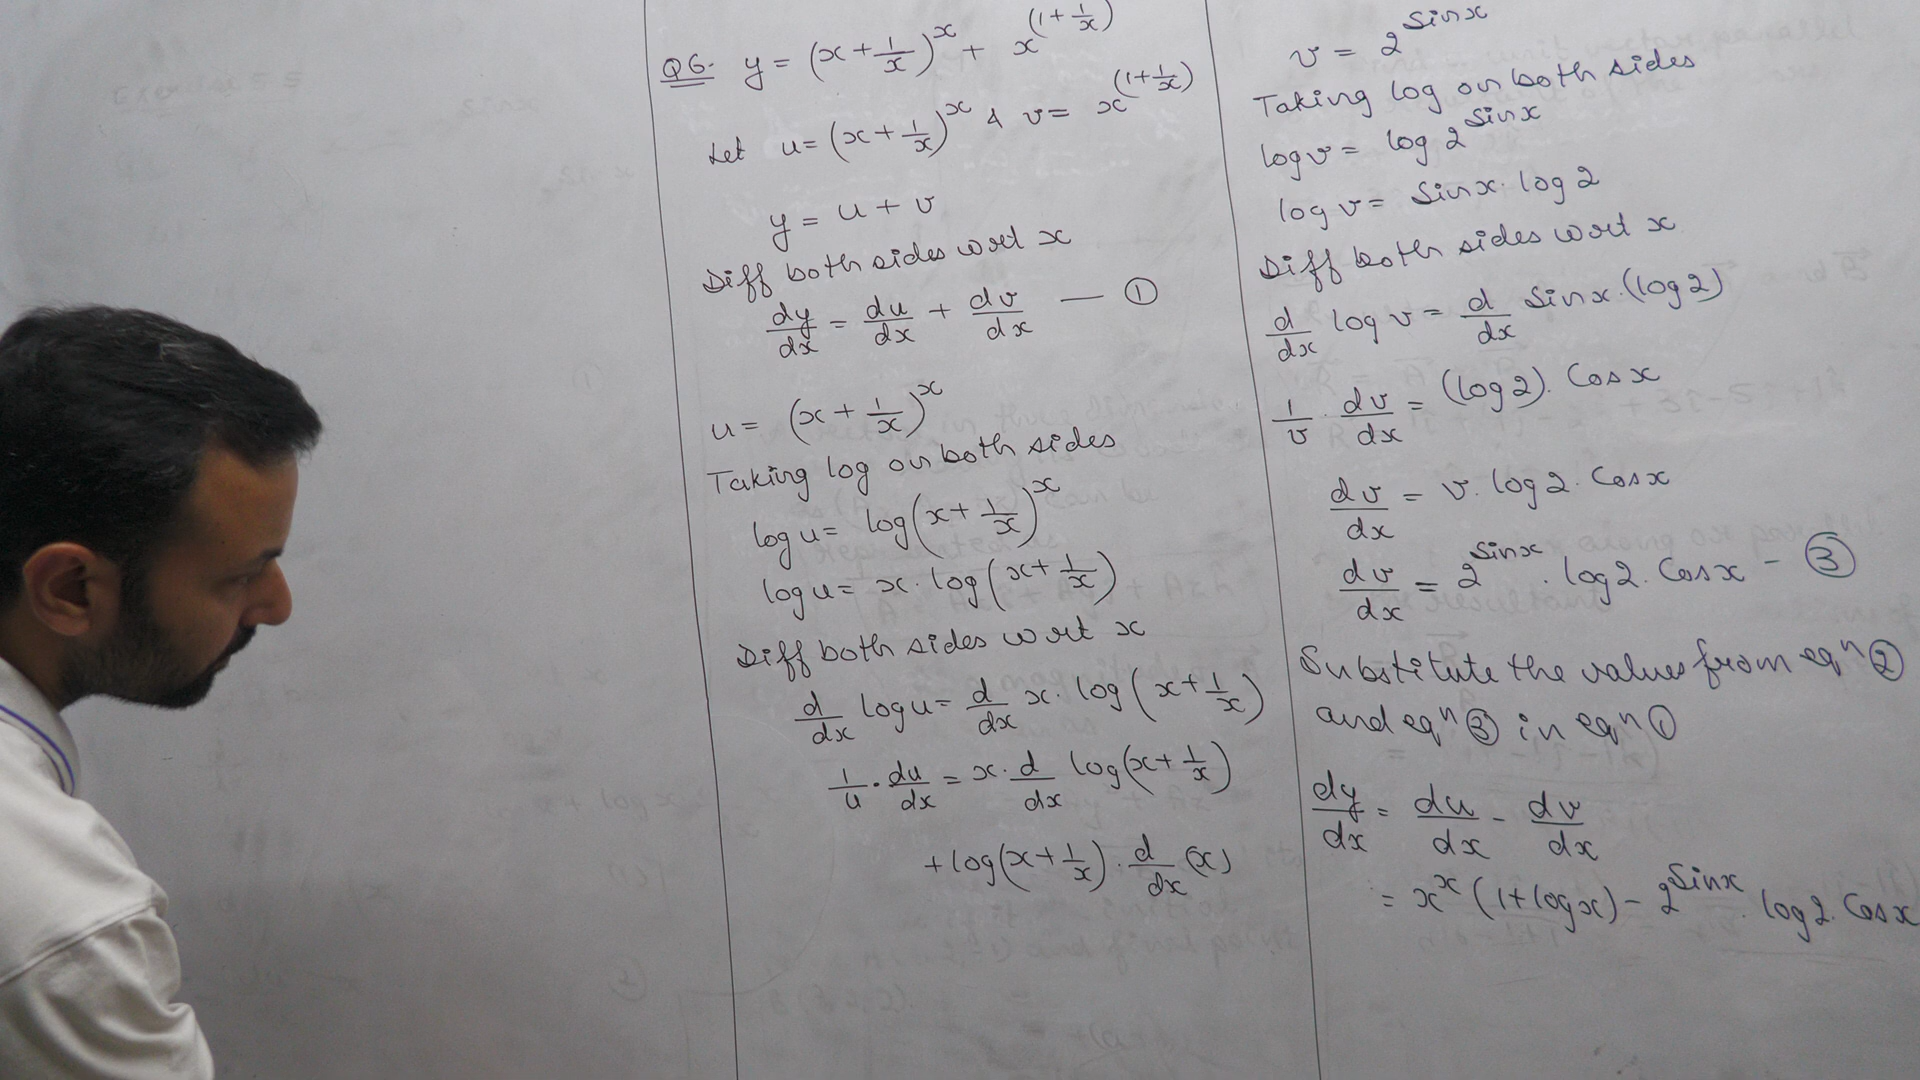 Q6. y = (x + 1/x)^x + x^(1 + 1/x)
Let u = (x + 1/x)^x & v = x^(1 + 1/x)
y = u + v
Diff both sides wrt x
dy/dx = du/dx + dv/dx — ①
u = (x + 1/x)^x
Taking log on both sides
log u = log(x + 1/x)^x
log u = x · log(x + 1/x)
Diff both sides wrt x
d/dx log u = d/dx x · log(x + 1/x)
1/u · du/dx = x · d/dx log(x + 1/x)
+ log(x + 1/x) · d/dx (x)
v = 2^Sinx
Taking log on both sides
log v = log 2^Sinx
log v = Sinx · log 2
Diff both sides wrt x
d/dx log v = d/dx Sinx · (log 2)
1/v · dv/dx = (log 2) · Cosx
dv/dx = v · log 2 · Cosx
dv/dx = 2^Sinx · log 2 · Cosx – ③
Substitute the values from eqⁿ ②
and eqⁿ ③ in eqⁿ ①
dy/dx = du/dx - dv/dx
= x^x (1 + log x) – 2^Sinx · log 2 · Cosx